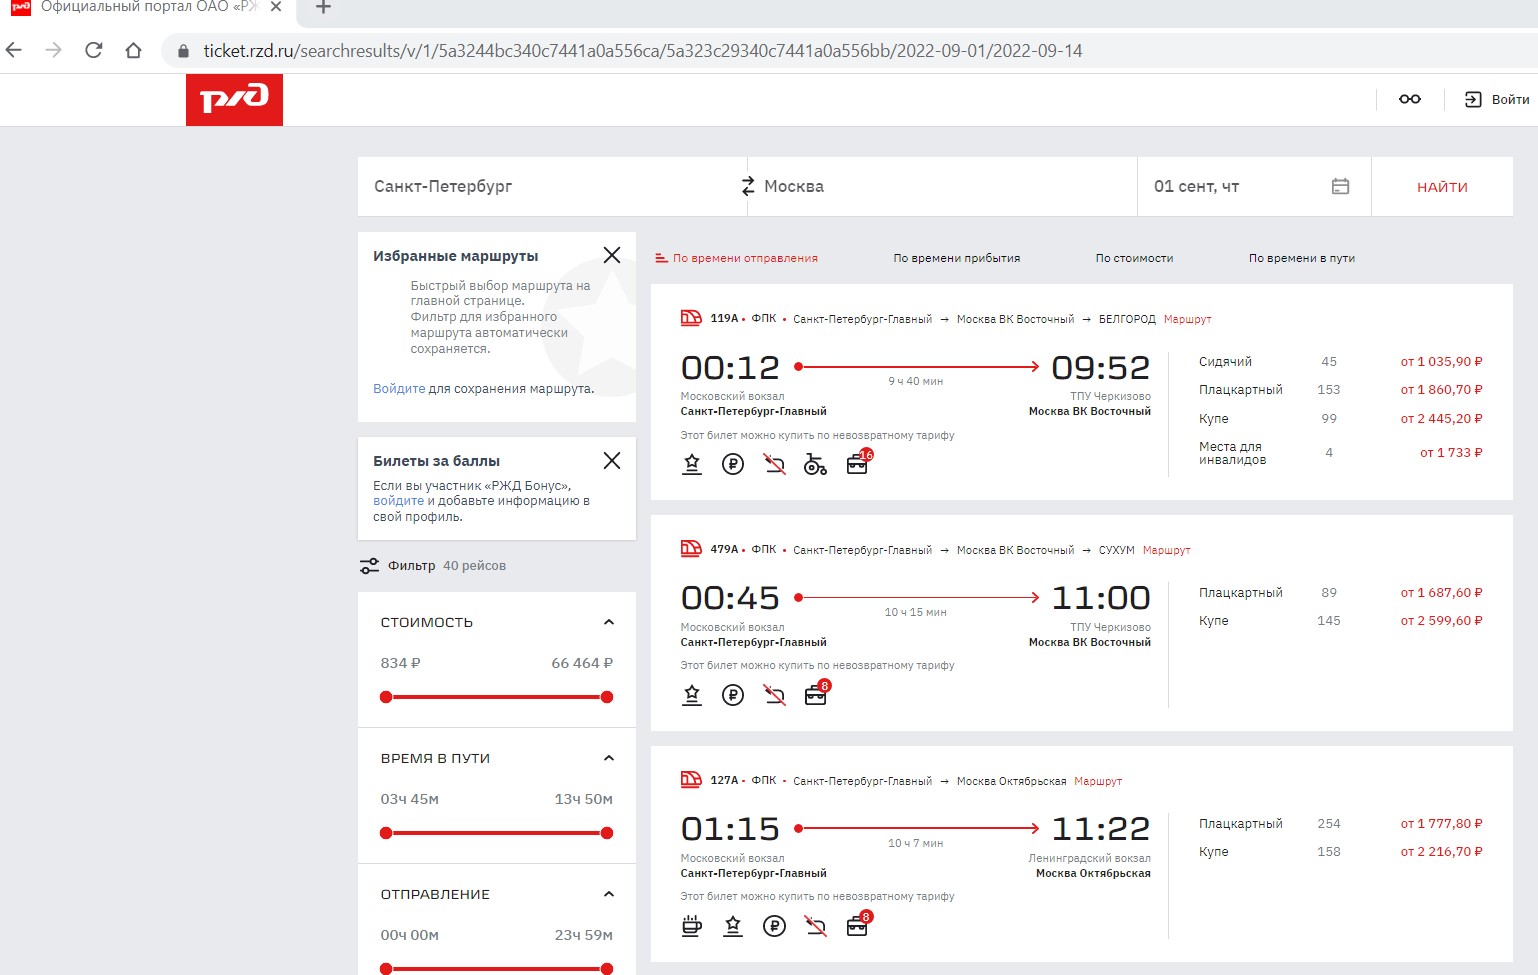 Официальный портал ОАО «РЖ
ticket.rzd.ru/searchresults/v/1/5a3244bc340c7441a0a556ca/5a323c29340c7441a0a556bb/2022-09-01/2022-09-14
Войти
Санкт-Петербург
Москва
01 сент, чт
НАЙТИ
Избранные маршруты
Быстрый выбор маршрута на
главной странице.
Фильтр для избранного
маршрута автоматически
сохраняется.
Войдите для сохранения маршрута.
Билеты за баллы
Если вы участник «РЖД Бонус»,
войдите и добавьте информацию в
свой профиль.
Фильтр 40 рейсов
СТОИМОСТЬ
834 ₽ 66 464 ₽
ВРЕМЯ В ПУТИ
03ч 45м 13ч 50м
ОТПРАВЛЕНИЕ
00ч 00м 23ч 59м
По времени отправления По времени прибытия По стоимости По времени в пути
119А • ФПК • Санкт-Петербург-Главный → Москва ВК Восточный → БЕЛГОРОД Маршрут
00:12 09:52
9 ч 40 мин
Московский вокзал ТПУ Черкизово
Санкт-Петербург-Главный Москва ВК Восточный
Этот билет можно купить по невозвратному тарифу
16
Сидячий 45 от 1 035,90 ₽
Плацкартный 153 от 1 860,70 ₽
Купе 99 от 2 445,20 ₽
Места для
инвалидов 4 от 1 733 ₽
479А • ФПК • Санкт-Петербург-Главный → Москва ВК Восточный → СУХУМ Маршрут
00:45 11:00
10 ч 15 мин
Московский вокзал ТПУ Черкизово
Санкт-Петербург-Главный Москва ВК Восточный
Этот билет можно купить по невозвратному тарифу
8
Плацкартный 89 от 1 687,60 ₽
Купе 145 от 2 599,60 ₽
127А • ФПК • Санкт-Петербург-Главный → Москва Октябрьская Маршрут
01:15 11:22
10 ч 7 мин
Московский вокзал Ленинградский вокзал
Санкт-Петербург-Главный Москва Октябрьская
Этот билет можно купить по невозвратному тарифу
8
Плацкартный 254 от 1 777,80 ₽
Купе 158 от 2 216,70 ₽